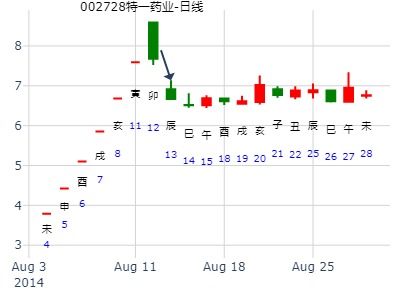 002728特一药业-日线
8
7
6
5
4
3
未
申
酉
戌
亥
寅
卯
辰
巳
午
酉
戌
亥
子
丑
辰
巳
午
未
4
5
6
7
8
11
12
13
14
15
18
19
20
21
22
25
26
27
28
Aug 3
2014
Aug 11
Aug 18
Aug 25